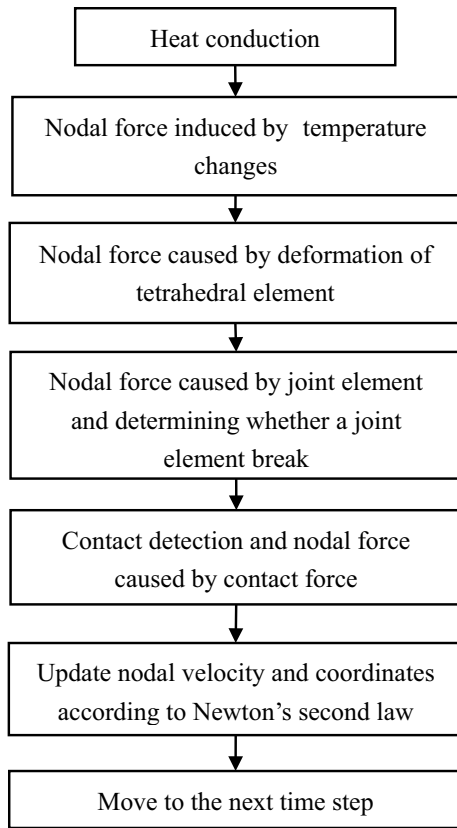 Heat conduction
Nodal force induced by temperature
changes
Nodal force caused by deformation of
tetrahedral element
Nodal force caused by joint element
and determining whether a joint
element break
Contact detection and nodal force
caused by contact force
Update nodal velocity and coordinates
according to Newton's second law
Move to the next time step